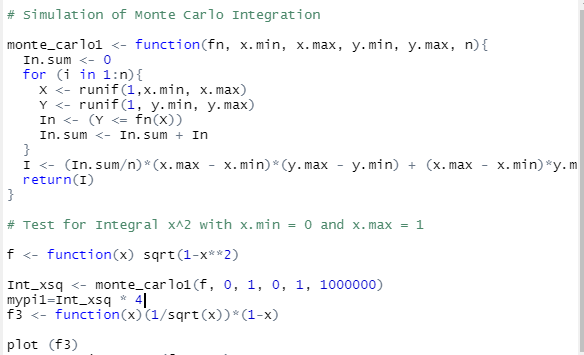 # Simulation of Monte Carlo Integration
monte_carlo1 <- function(fn, x.min, x.max, y.min, y.max, n){
In.sum <- 0
for (i in 1:n){
X <- runif(1,x.min, x.max)
Y <- runif(1, y.min, y.max)
In <- (Y <= fn(X))
In.sum <- In.sum + In
}
I <- (In.sum/n)*(x.max - x.min)*(y.max - y.min) + (x.max - x.min)*y.m
return(I)
}
# Test for Integral x^2 with x.min = 0 and x.max = 1
f <- function(x) sqrt(1-x**2)
Int_xsq <- monte_carlo1(f, 0, 1, 0, 1, 1000000)
mypi1=Int_xsq * 4
f3 <- function(x)(1/sqrt(x))*(1-x)
plot (f3)